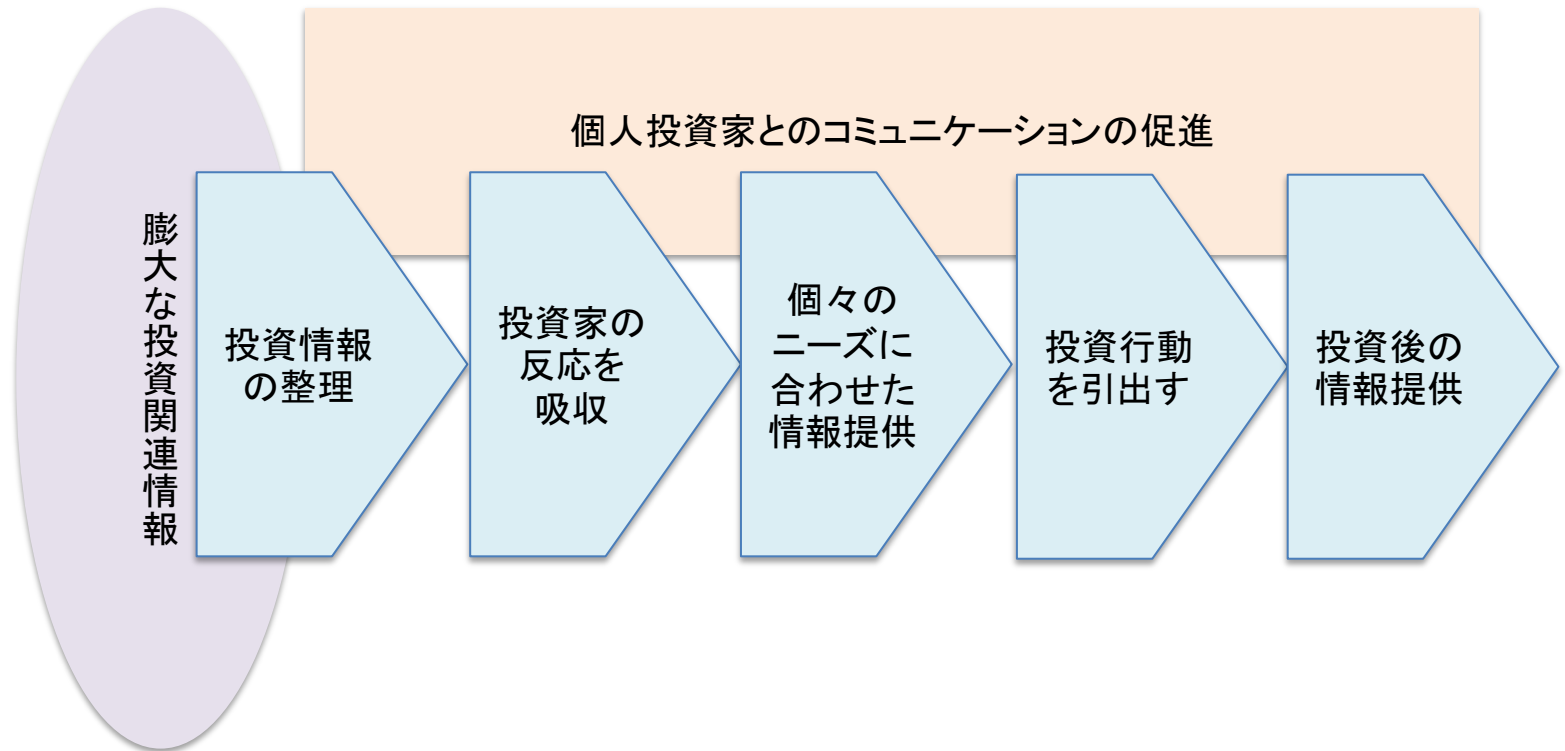 個人投資家とのコミュニケーションの促進
膨大な投資関連情報
投資情報
の整理
投資家の
反応を
吸収
個々の
ニーズに
合わせた
情報提供
投資行動
を引出す
投資後の
情報提供